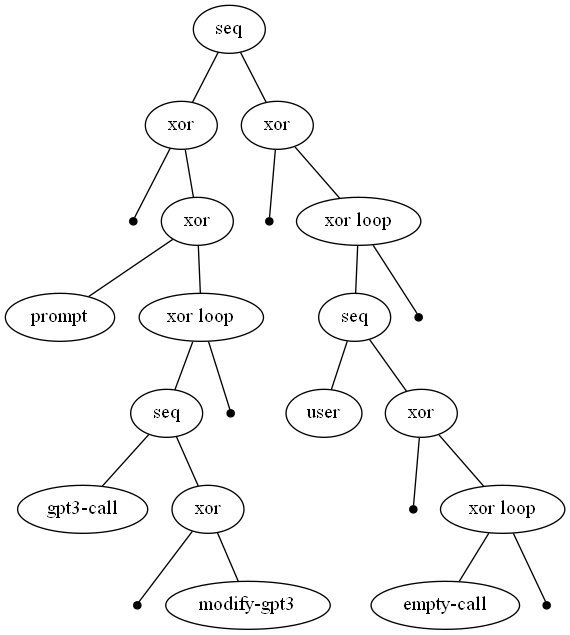 seq
xor
xor
xor
xor loop
prompt
xor loop
seq
seq
user
xor
gpt3-call
xor
xor loop
modify-gpt3
empty-call